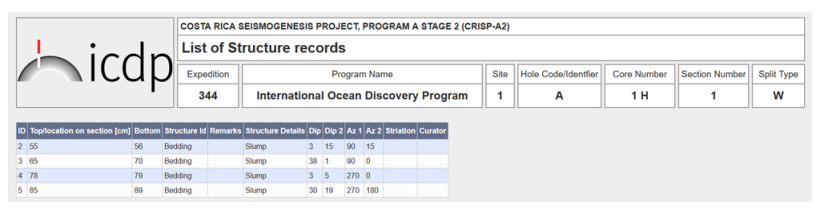 icdp
COSTA RICA SEISMOGENESIS PROJECT, PROGRAM A STAGE 2 (CRISP-A2)
List of Structure records
Expedition Program Name Site Hole Code/Identfier Core Number Section Number Split Type
344 International Ocean Discovery Program 1 A 1 H 1 W
ID Top/location on section [cm] Bottom Structure Id Remarks Structure Details Dip Dip 2 Az 1 Az 2 Striation Curator
2 55 56 Bedding Slump 3 15 90 15
3 65 70 Bedding Slump 38 1 90 0
4 78 79 Bedding Slump 3 5 270 0
5 85 89 Bedding Slump 30 19 270 180